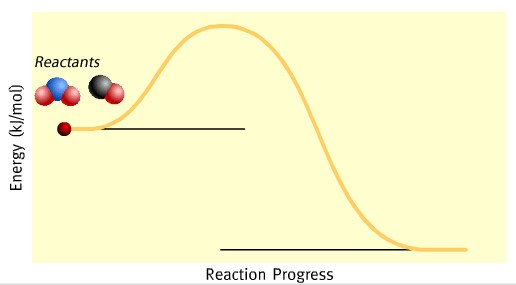 Reactants
Energy (kJ/mol)
Reaction Progress